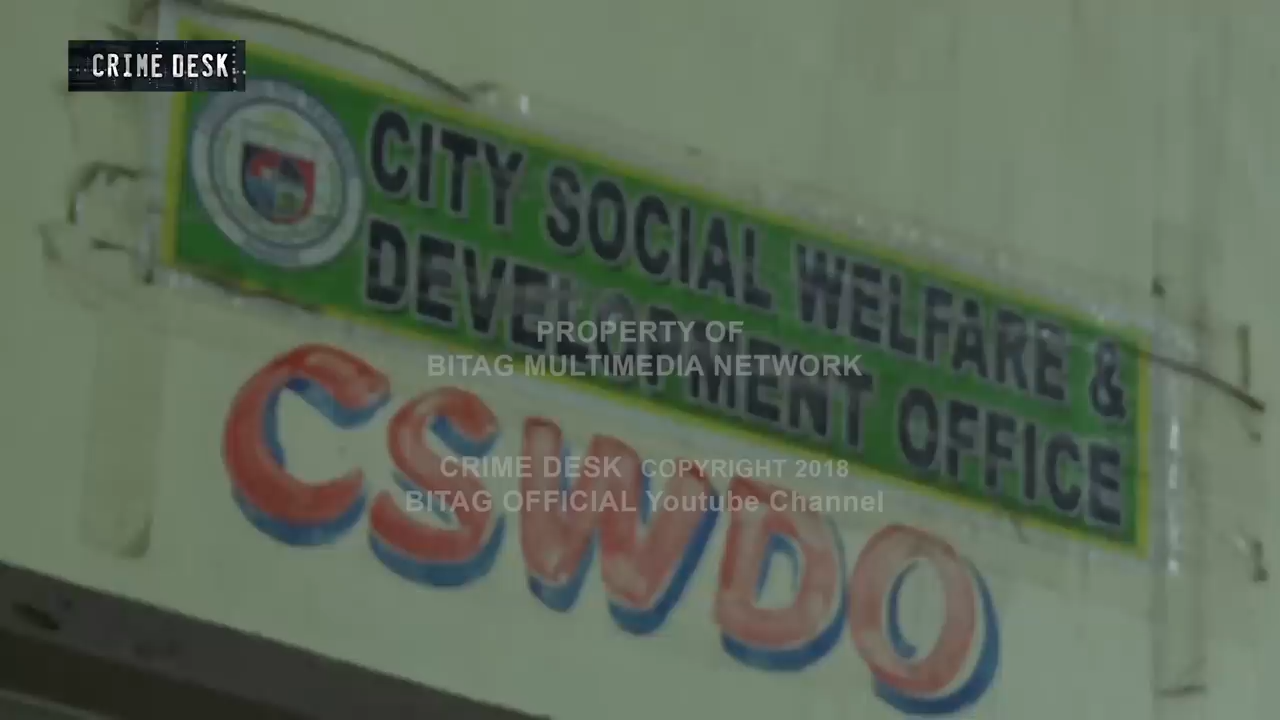 CRIME DESK
CITY SOCIAL WELFARE &
DEVELOPMENT OFFICE
PROPERTY OF
BITAG MULTIMEDIA NETWORK
CSWDO
CRIME DESK COPYRIGHT 2018
BITAG OFFICIAL Youtube Channel